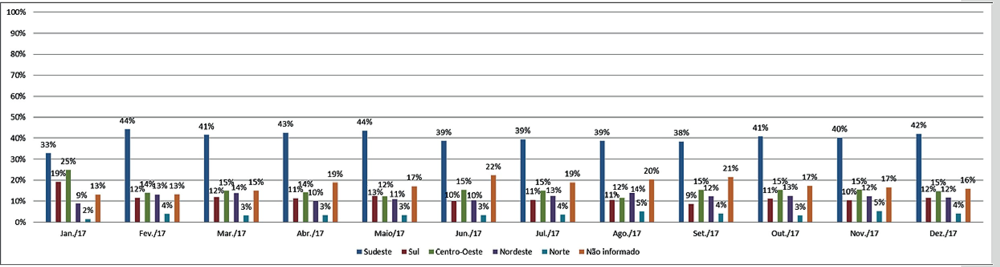 100%
90%
80%
70%
60%
50%
40%
30%
20%
10%
0%
33% 19% 25% 9% 2% 13%
44% 12% 14% 13% 4% 13%
41% 12% 15% 14% 3% 15%
43% 11% 14% 10% 3% 19%
44% 13% 12% 11% 3% 17%
39% 10% 15% 10% 3% 22%
39% 11% 15% 13% 4% 19%
39% 11% 12% 14% 5% 20%
38% 9% 15% 12% 4% 21%
41% 11% 15% 13% 3% 17%
40% 10% 15% 12% 5% 17%
42% 12% 15% 12% 4% 16%
Jan./17 Fev./17 Mar./17 Abr./17 Maio/17 Jun./17 Jul./17 Ago./17 Set./17 Out./17 Nov./17 Dez./17
Sudeste Sul Centro-Oeste Nordeste Norte Não informado